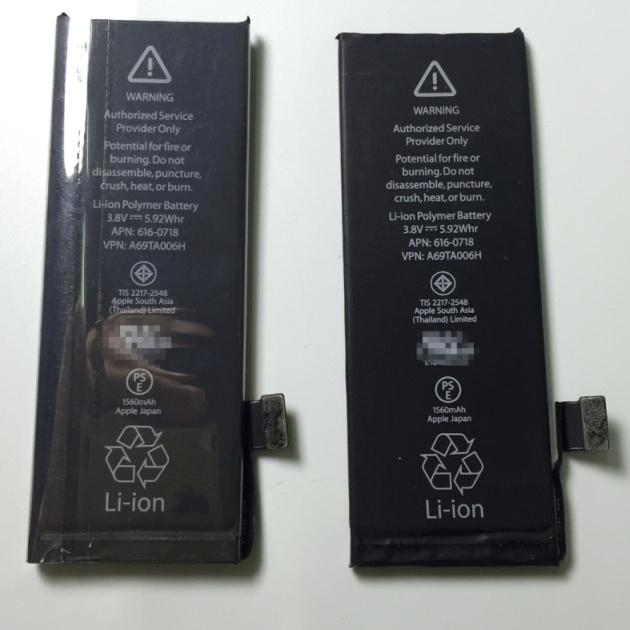 WARNING
Authorized Service
Provider Only
Potential for fire or
burning. Do not
disassemble, puncture,
crush, heat, or burn.
Li-ion Polymer Battery
3.8V 5.92Whr
APN: 616-0718
VPN: A69TA006H
TIS 2217-2548
Apple South Asia
(Thailand) Limited
PS
E
1560mAh
Apple Japan
Li-ion
WARNING
Authorized Service
Provider Only
Potential for fire or
burning. Do not
disassemble, puncture,
crush, heat, or burn.
Li-ion Polymer Battery
3.8V 5.92Whr
APN: 616-0718
VPN: A69TA006H
TIS 2217-2548
Apple South Asia
(Thailand) Limited
PS
E
1560mAh
Apple Japan
Li-ion